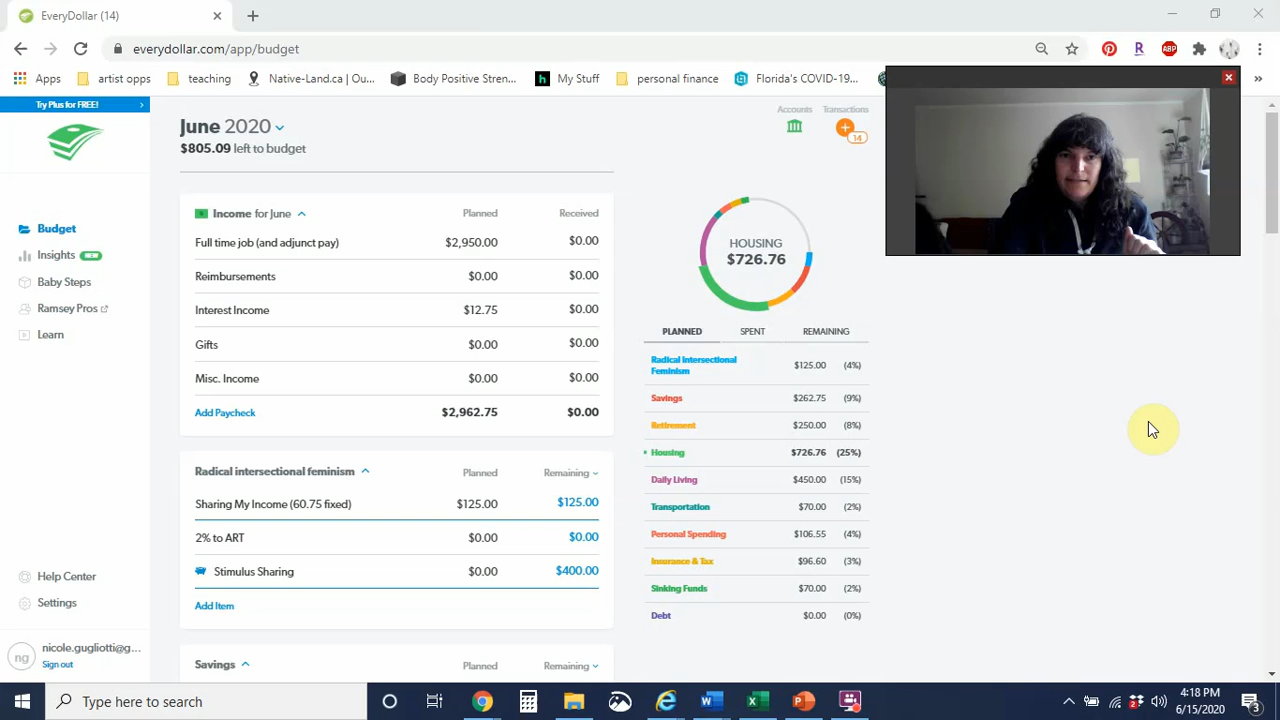 EveryDollar (14)
everydollar.com/app/budget
ABP
Apps
artist opps
teaching
Native-Land.ca | Ou...
Body Positive Stren...
My Stuff
personal finance
Florida's COVID-19...
Try Plus for FREE!
June 2020
$805.09 left to budget
Accounts
Transactions
14
Budget
Insights
Baby Steps
Ramsey Pros
Learn
Help Center
Settings
ng
nicole.gugliotti@g...
Sign out
Income for June Planned Received
Full time job (and adjunct pay) $2,950.00 $0.00
Reimbursements $0.00 $0.00
Interest Income $12.75 $0.00
Gifts $0.00 $0.00
Misc. Income $0.00 $0.00
Add Paycheck $2,962.75 $0.00
Radical intersectional feminism Planned Remaining
Sharing My Income (60.75 fixed) $125.00 $125.00
2% to ART $0.00 $0.00
Stimulus Sharing $0.00 $400.00
Add Item
Savings Planned Remaining
HOUSING
$726.76
PLANNED SPENT REMAINING
Radical Intersectional
Feminism $125.00 (4%)
Savings $262.75 (9%)
Retirement $250.00 (8%)
Housing $726.76 (25%)
Daily Living $450.00 (15%)
Transportation $70.00 (2%)
Personal Spending $106.55 (4%)
Insurance & Tax $96.60 (3%)
Sinking Funds $70.00 (2%)
Debt $0.00 (0%)
Type here to search
4:18 PM
6/15/2020
3